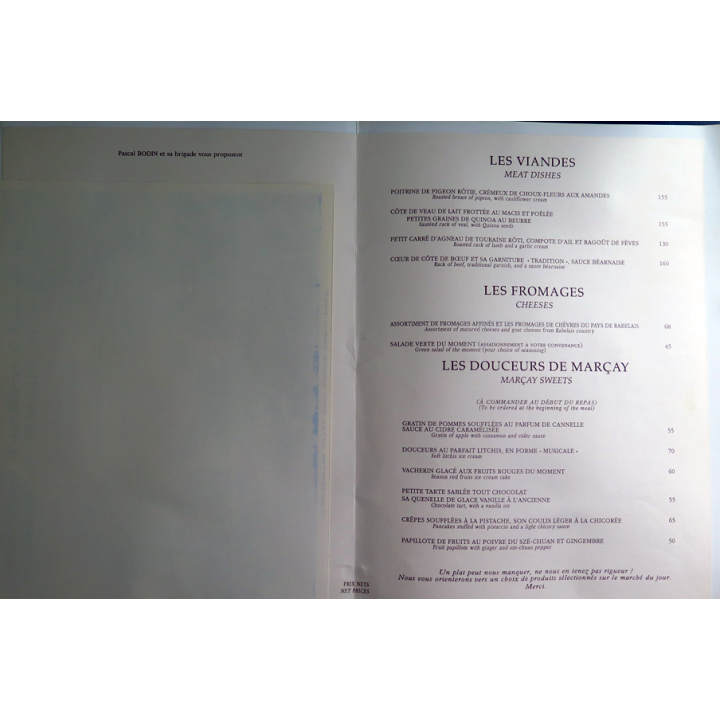 Pascal BODIN et sa brigade vous proposent
PRIX NETS
NET PRICES
LES VIANDES
MEAT DISHES
POITRINE DE PIGEON RÔTIE, CRÉMEUX DE CHOUX-FLEURS AUX AMANDES 155
Roasted breast of pigeon, with cauliflower cream
CÔTE DE VEAU DE LAIT FROTTÉE AU MACIS ET POÊLÉE
PETITES GRAINES DE QUINOA AU BEURRE 155
Sautéed rack of veal, with Quinoa seeds
PETIT CARRÉ D'AGNEAU DE TOURAINE RÔTI, COMPOTE D'AIL ET RAGOÛT DE FÈVES 150
Roasted rack of lamb and a garlic cream
CŒUR DE CÔTE DE BŒUF ET SA GARNITURE « TRADITION », SAUCE BÉARNAISE 160
Rack of beef, traditional garnish, and a sauce béarnaise
LES FROMAGES
CHEESES
ASSORTIMENT DE FROMAGES AFFINÉS ET LES FROMAGES DE CHÈVRES DU PAYS DE RABELAIS 68
Assortment of matured cheeses and goat cheeses from Rabelais country
SALADE VERTE DU MOMENT (ASSAISONNEMENT À VOTRE CONVENANCE) 45
Green salad of the moment (your choice of seasoning)
LES DOUCEURS DE MARÇAY
MARÇAY SWEETS
(À COMMANDER AU DÉBUT DU REPAS)
(To be ordered at the beginning of the meal)
GRATIN DE POMMES SOUFFLÉES AU PARFUM DE CANNELLE
SAUCE AU CIDRE CARAMELISÉE 55
Gratin of apple with cinnamon and cider sauce
DOUCEURS AU PARFAIT LITCHIS, EN FORME « MUSICALE » 70
Soft litchis ice cream
VACHERIN GLACÉ AUX FRUITS ROUGES DU MOMENT 60
Season red fruits ice cream cake
PETITE TARTE SABLÉE TOUT CHOCOLAT
SA QUENELLE DE GLACE VANILLE À L'ANCIENNE 55
Chocolate tart, with a vanilla ice
CRÊPES SOUFFLÉES À LA PISTACHE, SON COULIS LÉGER À LA CHICORÉE 65
Pancakes stuffed with pistaccio and a light chicory sauce
PAPILLOTE DE FRUITS AU POIVRE DU SZÉ-CHUAN ET GINGEMBRE 50
Fruit papillote with ginger and sze-chuan pepper
Un plat peut nous manquer, ne nous en tenez pas rigueur !
Nous vous orienterons vers un choix de produits sélectionnés sur le marché du jour.
Merci.